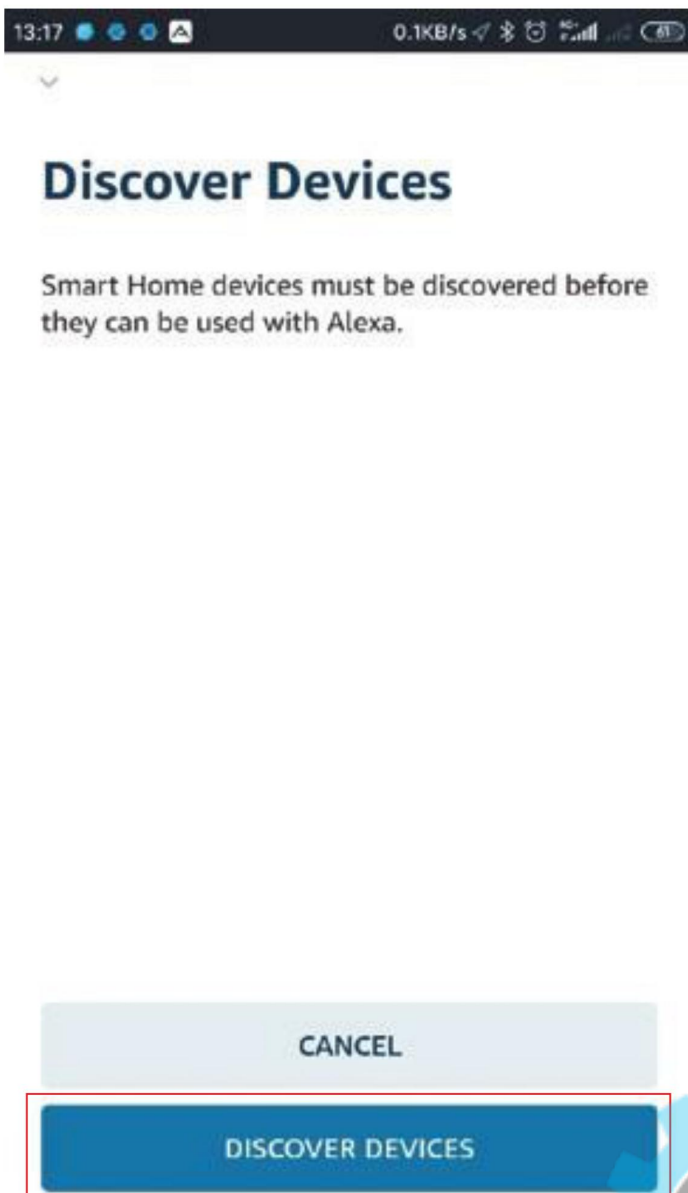 13:17 0.1KB/s 61
Discover Devices
Smart Home devices must be discovered before
they can be used with Alexa.
CANCEL
DISCOVER DEVICES